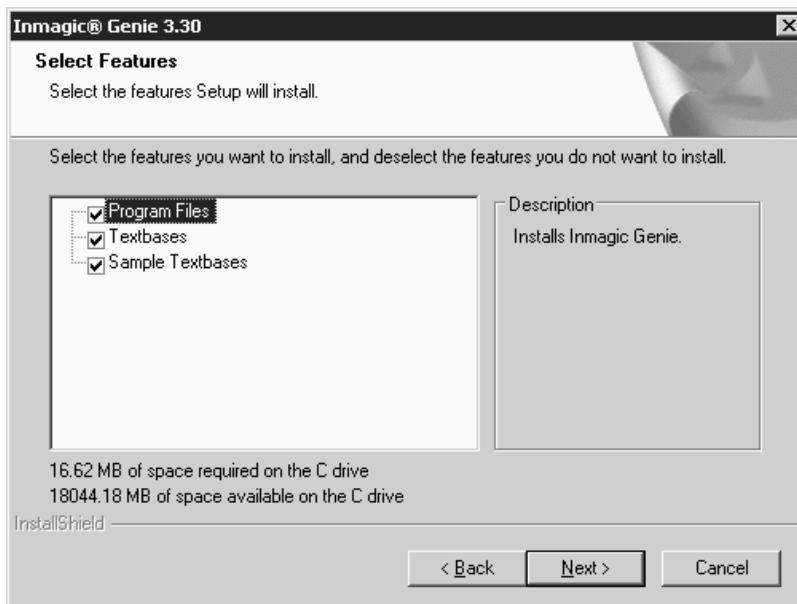 Inmagic® Genie 3.30
Select Features
Select the features Setup will install.
Select the features you want to install, and deselect the features you do not want to install.
Program Files
Textbases
Sample Textbases
Description
Installs Inmagic Genie.
16.62 MB of space required on the C drive
18044.18 MB of space available on the C drive
InstallShield
< Back
Next >
Cancel